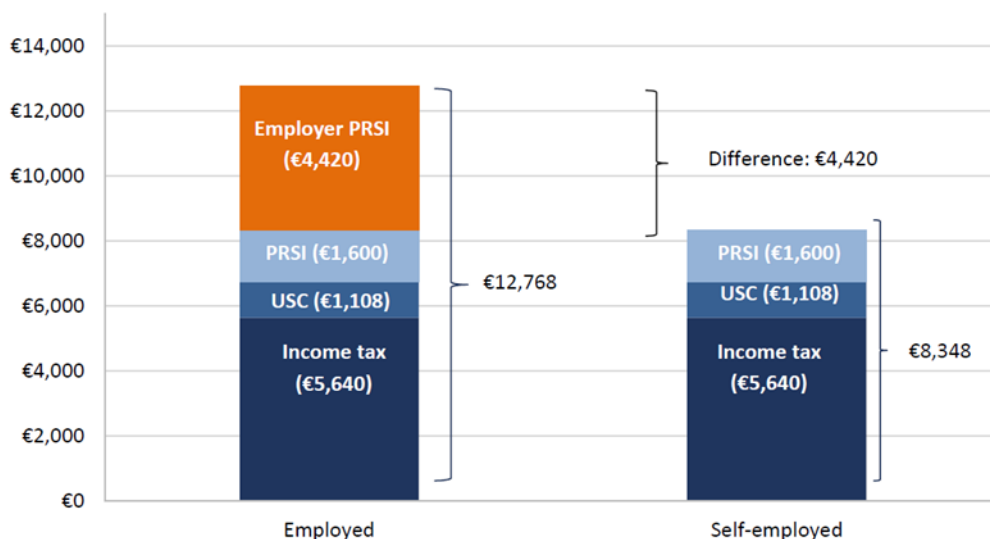 €14,000
€12,000
€10,000
€8,000
€6,000
€4,000
€2,000
€0
Employer PRSI
(€4,420)
PRSI (€1,600)
USC (€1,108)
Income tax
(€5,640)
€12,768
Difference: €4,420
PRSI (€1,600)
USC (€1,108)
Income tax
(€5,640)
€8,348
Employed
Self-employed